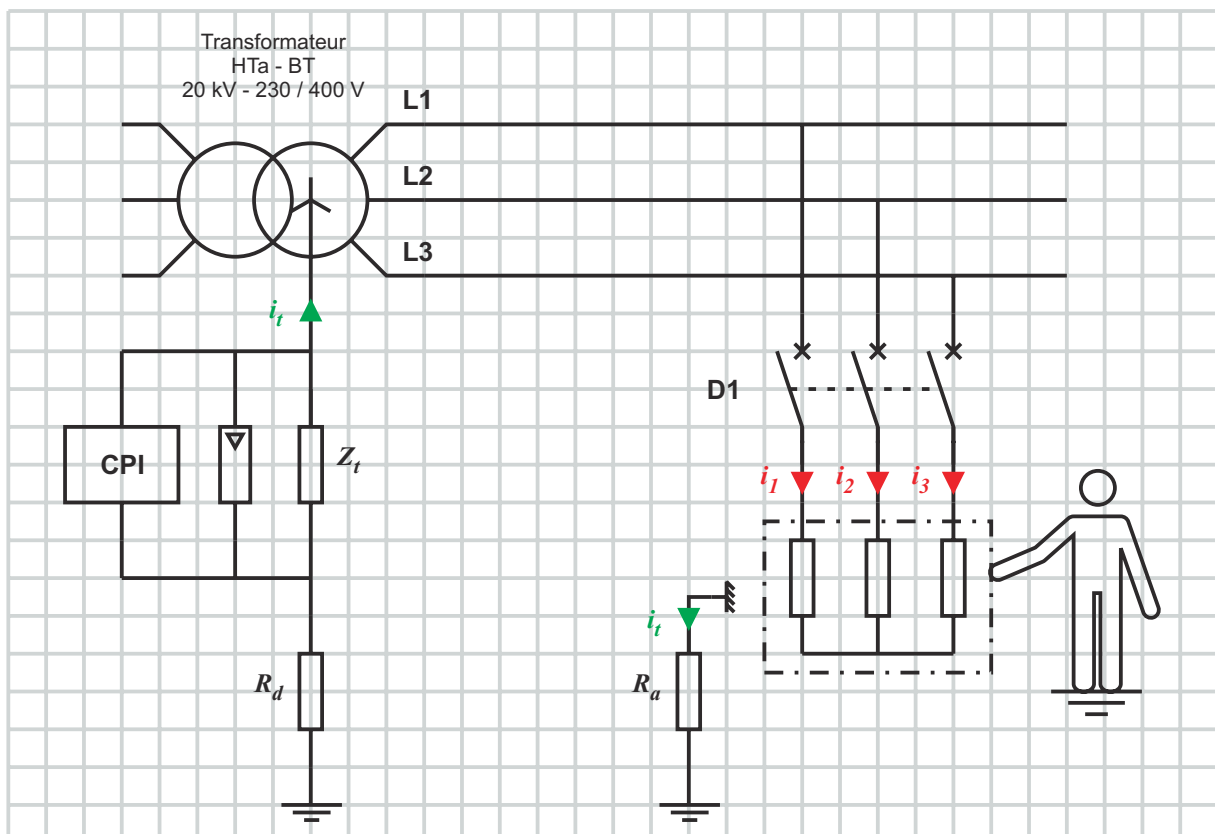 Transformateur
HTa - BT
20 kV - 230 / 400 V
L1
L2
L3
i_t
D1
CPI
Z_t
i_1
i_2
i_3
i_t
R_d
R_a